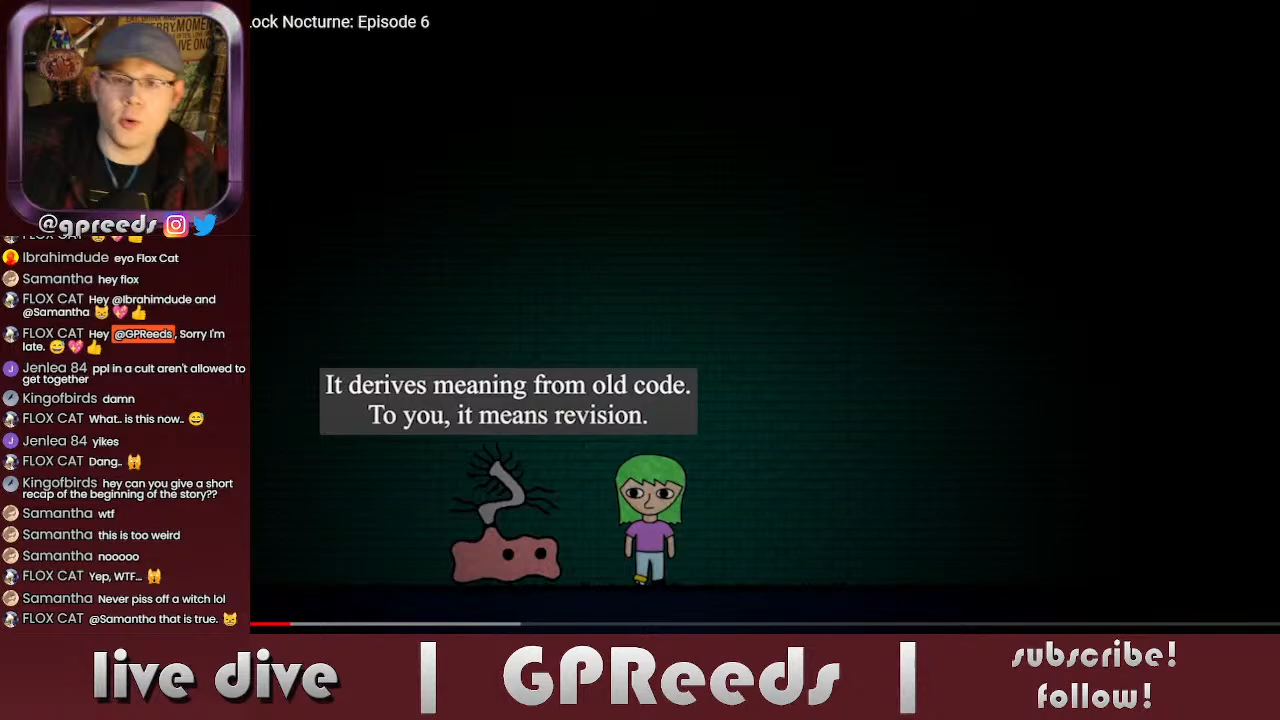 Lock Nocturne: Episode 6
@gpreeds
FLOX CAT
Ibrahimdude eyo Flox Cat
Samantha hey flox
FLOX CAT Hey @Ibrahimdude and
@Samantha 😸💖👍
FLOX CAT Hey @GPReeds, Sorry I'm
late. 😅💖👍
Jenlea 84 ppl in a cult aren't allowed to
get together
Kingofbirds damn
FLOX CAT What.. is this now.. 😅
Jenlea 84 yikes
FLOX CAT Dang.. 🙀
Kingofbirds hey can you give a short
recap of the beginning of the story??
Samantha wtf
Samantha this is too weird
Samantha nooooo
FLOX CAT Yep, WTF... 🙀
Samantha Never piss off a witch lol
FLOX CAT @Samantha that is true. 😼
It derives meaning from old code.
To you, it means revision.
live dive | GPReeds | subscribe!
follow!